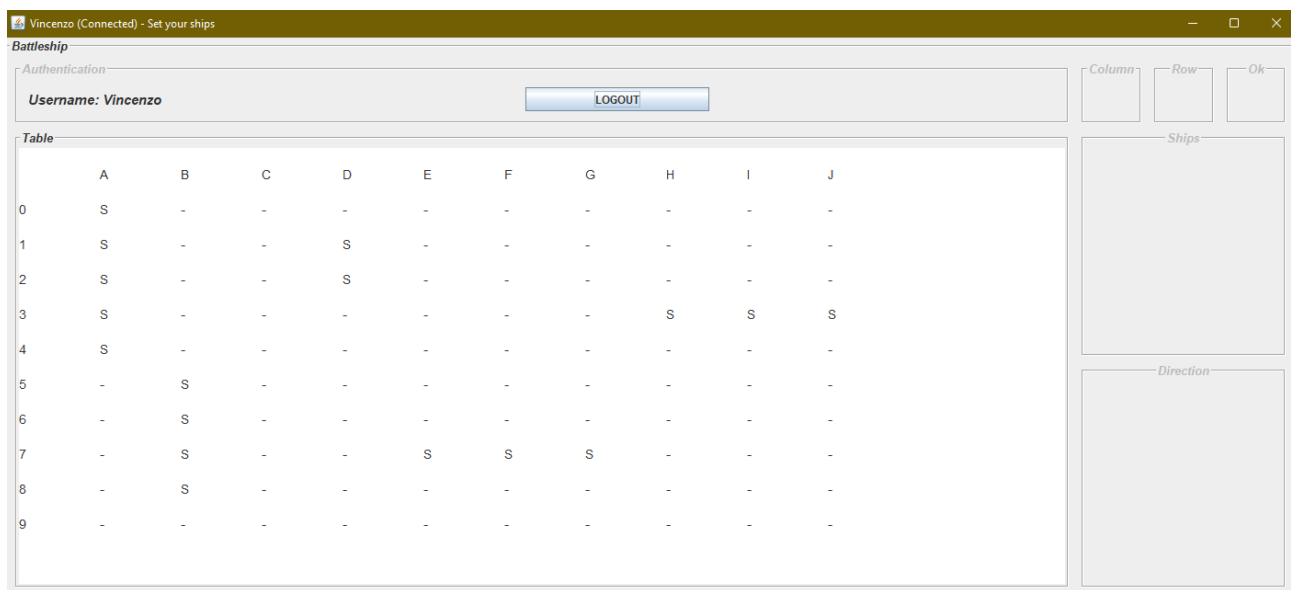 Vincenzo (Connected) - Set your ships
Battleship
Authentication
Column
Row
Ok
Username: Vincenzo
LOGOUT
Table
Ships
A B C D E F G H I J
0 S - - - - - - - - -
1 S - - S - - - - - -
2 S - - S - - - - - -
3 S - - - - - - S S S
4 S - - - - - - - - -
5 - S - - - - - - - -
6 - S - - - - - - - -
7 - S - - S S S - - -
8 - S - - - - - - - -
9 - - - - - - - - - -
Direction